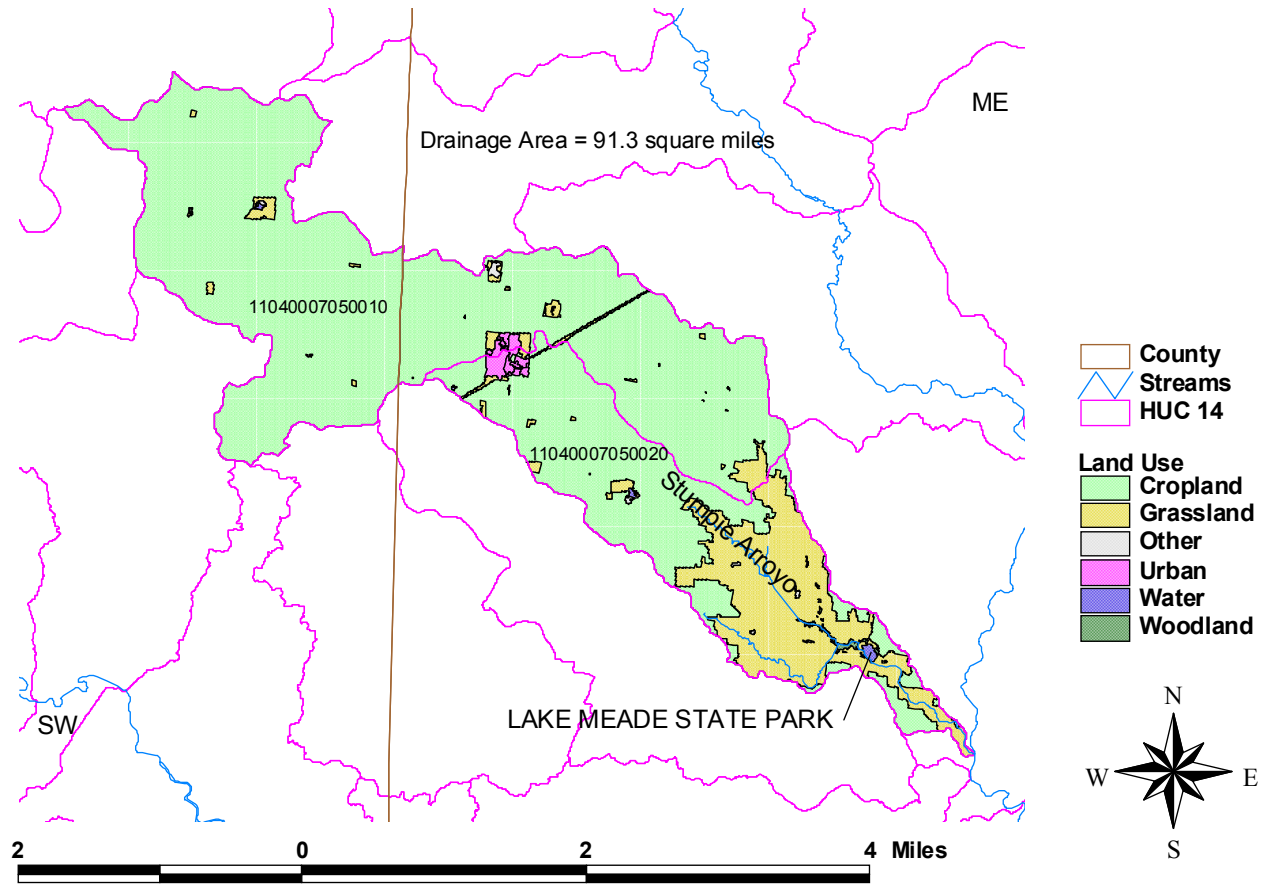 ME
Drainage Area = 91.3 square miles
11040007050010
11040007050020
Stumpie Arroyo
LAKE MEADE STATE PARK
SW
County
Streams
HUC 14
Land Use
Cropland
Grassland
Other
Urban
Water
Woodland
N
W
E
S
2 0 2 4 Miles